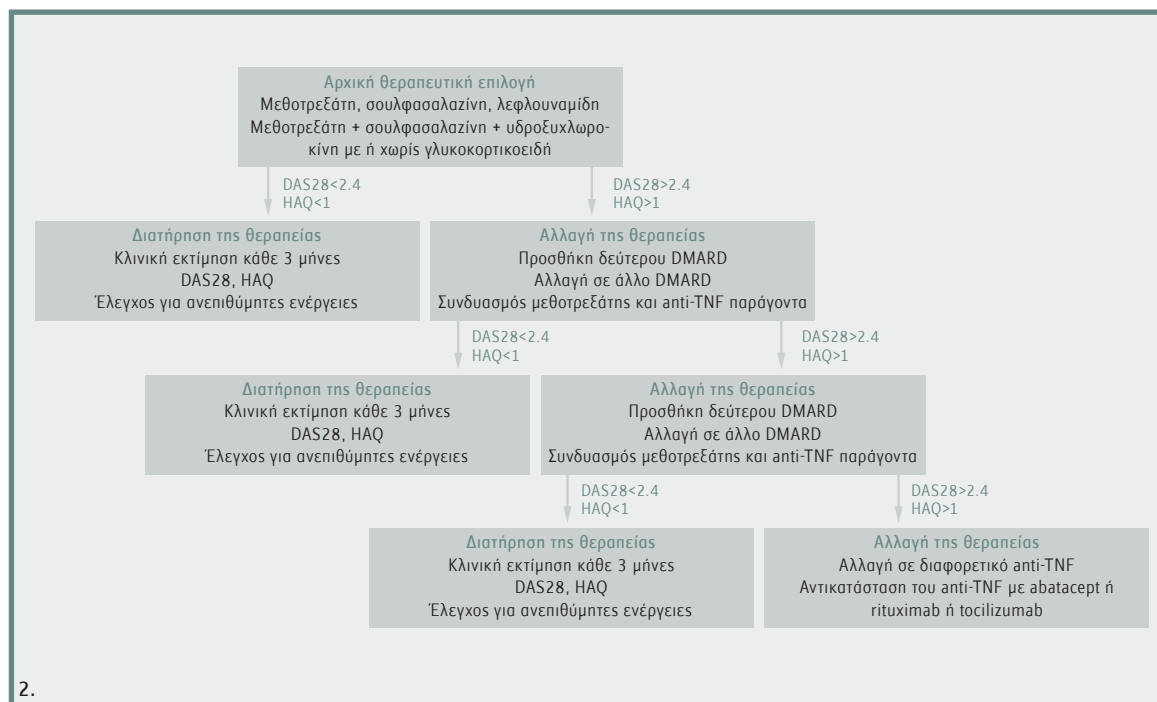 Αρχική θεραπευτική επιλογή
Μεθοτρεξάτη, σουλφασαλαζίνη, λεφλουναμίδη
Μεθοτρεξάτη + σουλφασαλαζίνη + υδροξυχλωρο-
κίνη με ή χωρίς γλυκοκορτικοειδή
DAS28<2.4
HAQ<1
DAS28>2.4
HAQ>1
Διατήρηση της θεραπείας
Κλινική εκτίμηση κάθε 3 μήνες
DAS28, HAQ
Έλεγχος για ανεπιθύμητες ενέργειες
Αλλαγή της θεραπείας
Προσθήκη δεύτερου DMARD
Αλλαγή σε άλλο DMARD
Συνδυασμός μεθοτρεξάτης και anti-TNF παράγοντα
DAS28<2.4
HAQ<1
DAS28>2.4
HAQ>1
Διατήρηση της θεραπείας
Κλινική εκτίμηση κάθε 3 μήνες
DAS28, HAQ
Έλεγχος για ανεπιθύμητες ενέργειες
Αλλαγή της θεραπείας
Προσθήκη δεύτερου DMARD
Αλλαγή σε άλλο DMARD
Συνδυασμός μεθοτρεξάτης και anti-TNF παράγοντα
DAS28<2.4
HAQ<1
DAS28>2.4
HAQ>1
Διατήρηση της θεραπείας
Κλινική εκτίμηση κάθε 3 μήνες
DAS28, HAQ
Έλεγχος για ανεπιθύμητες ενέργειες
Αλλαγή της θεραπείας
Αλλαγή σε διαφορετικό anti-TNF
Αντικατάσταση του anti-TNF με abatacept ή
rituximab ή tocilizumab
2.